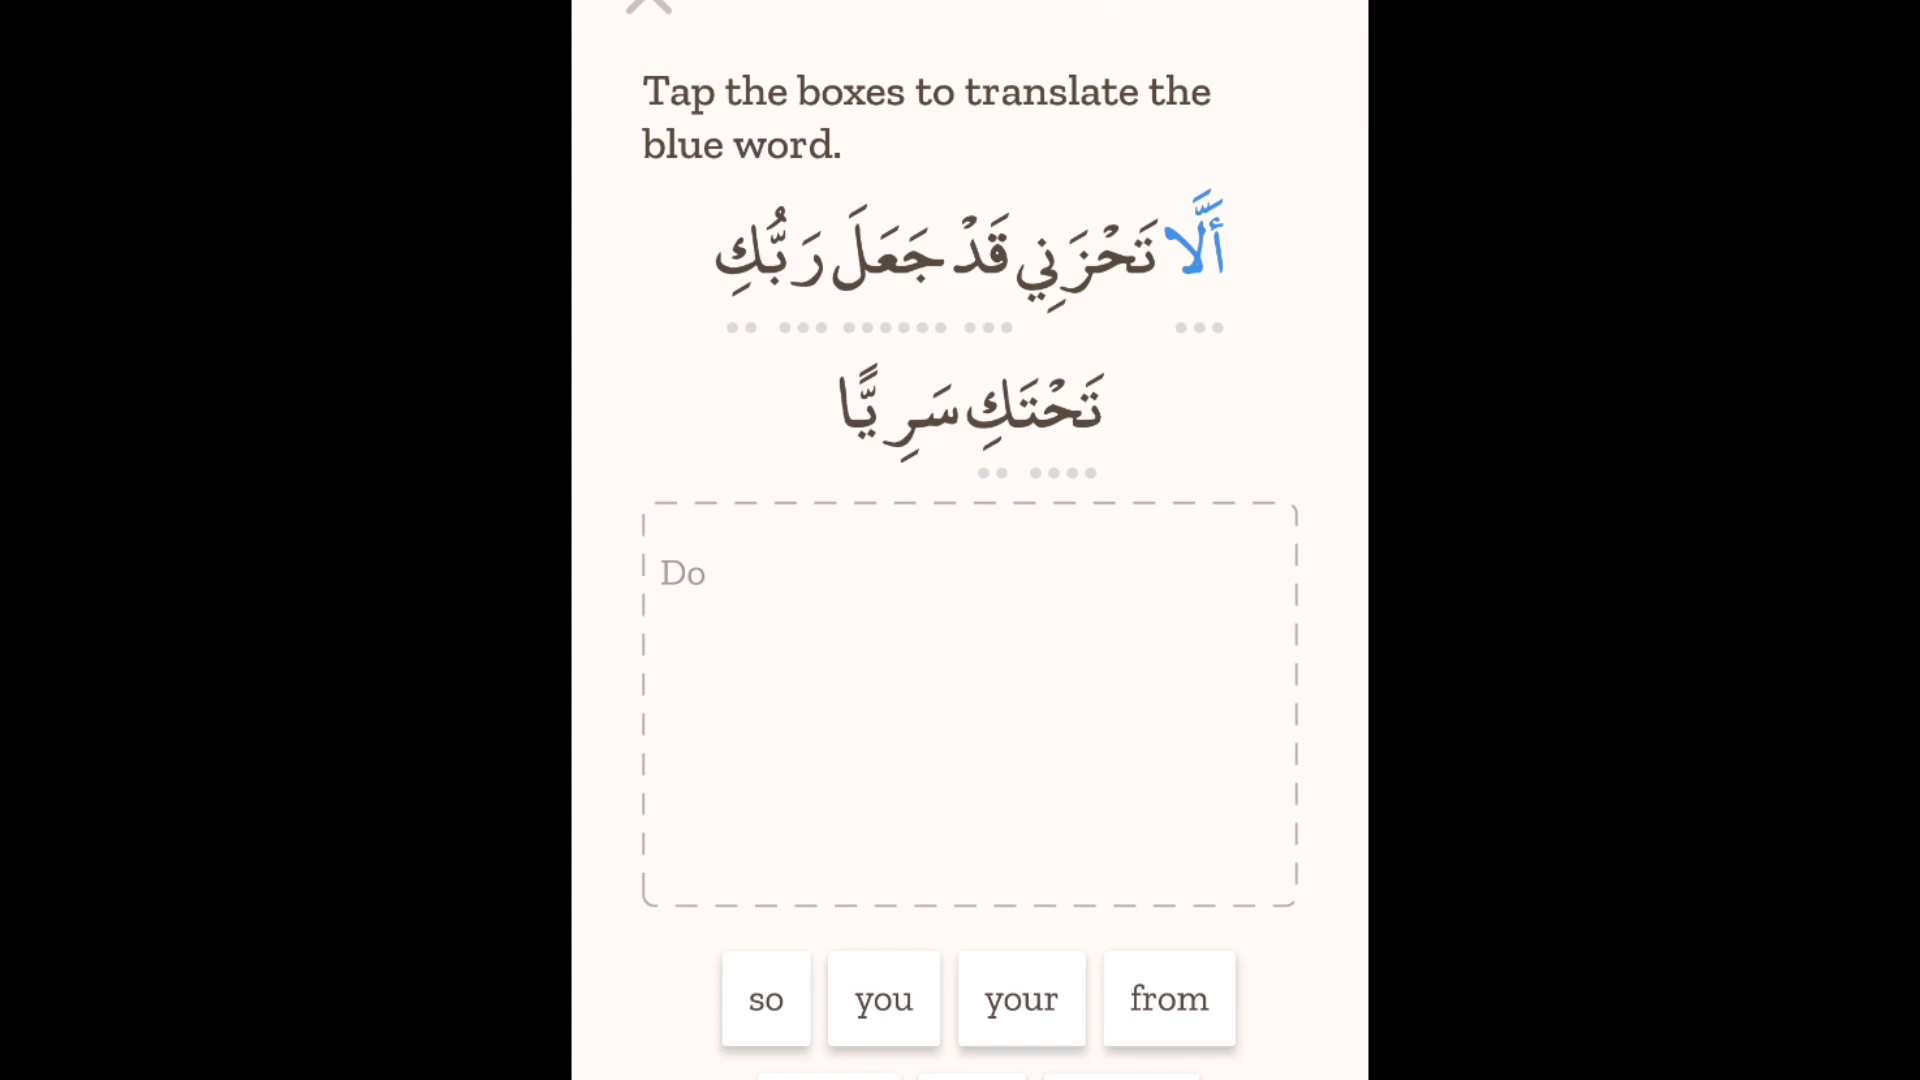 Tap the boxes to translate the
blue word.
أَلَّا تَحْزَنِي قَدْ جَعَلَ رَبُّكِ
تَحْتَكِ سَرِيًّا
Do
so you your from